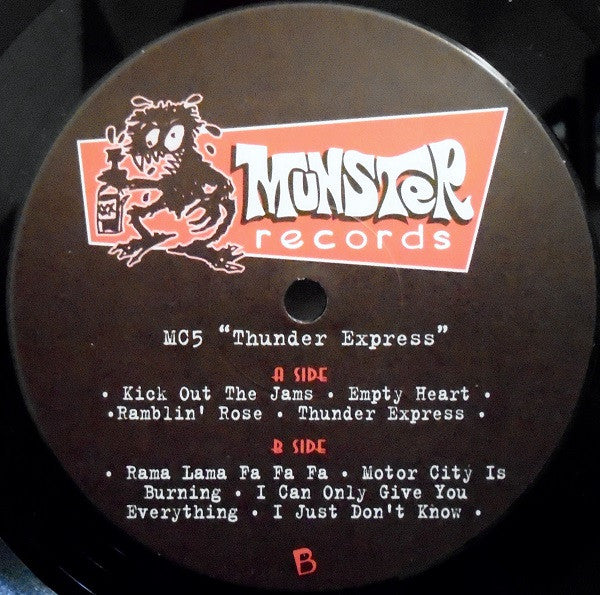 MÜNSTER
records
MC5 "Thunder Express"
A SIDE
• Kick Out The Jams • Empty Heart •
•Ramblin' Rose • Thunder Express •
B SIDE
• Rama Lama Fa Fa Fa • Motor City Is
Burning • I Can Only Give You
Everything • I Just Don't Know •
B